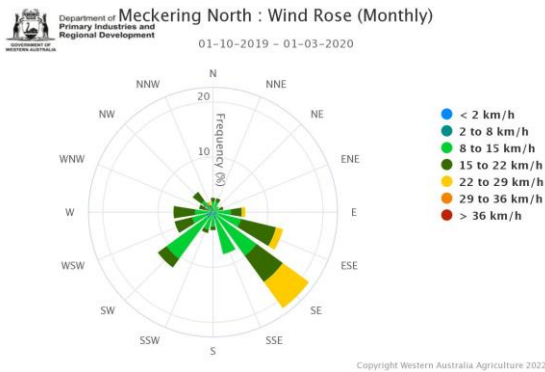 GOVERNMENT OF
WESTERN AUSTRALIA
Department of
Primary Industries and
Regional Development
Meckering North : Wind Rose (Monthly)
01-10-2019 – 01-03-2020
N
NNE
NE
ENE
E
ESE
SE
SSE
S
SSW
SW
WSW
W
WNW
NW
NNW
20
10
Frequency (%)
< 2 km/h
2 to 8 km/h
8 to 15 km/h
15 to 22 km/h
22 to 29 km/h
29 to 36 km/h
> 36 km/h
Copyright Western Australia Agriculture 2022